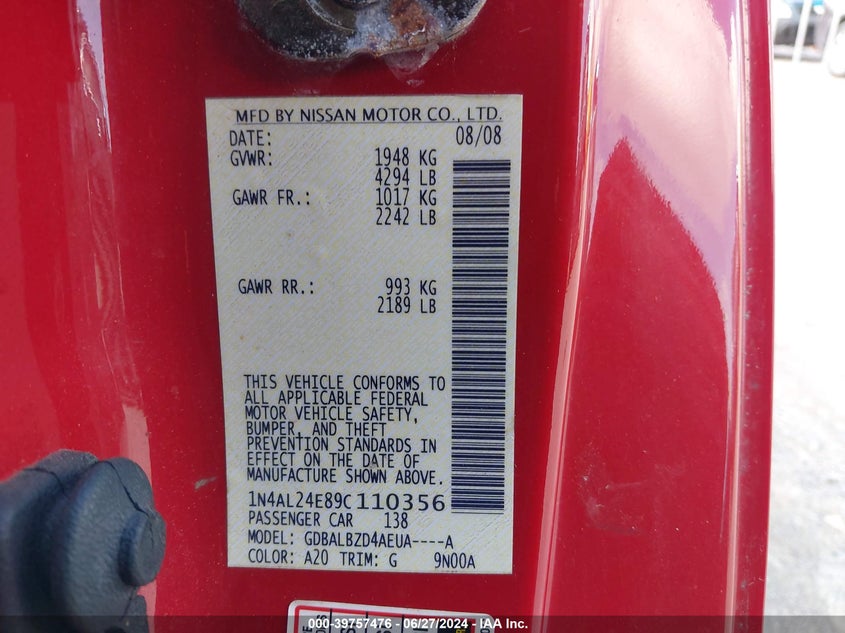 MFD BY NISSAN MOTOR CO., LTD.
DATE: 08/08
GVWR: 1948 KG
4294 LB
GAWR FR.: 1017 KG
2242 LB
GAWR RR.: 993 KG
2189 LB
THIS VEHICLE CONFORMS TO
ALL APPLICABLE FEDERAL
MOTOR VEHICLE SAFETY,
BUMPER, AND THEFT
PREVENTION STANDARDS IN
EFFECT ON THE DATE OF
MANUFACTURE SHOWN ABOVE.
1N4AL24E89C110356
PASSENGER CAR 138
MODEL: GDBALBZD4AEUA----A
COLOR: A20 TRIM: G 9N00A
000-39757476 - 06/27/2024 - IAA Inc.